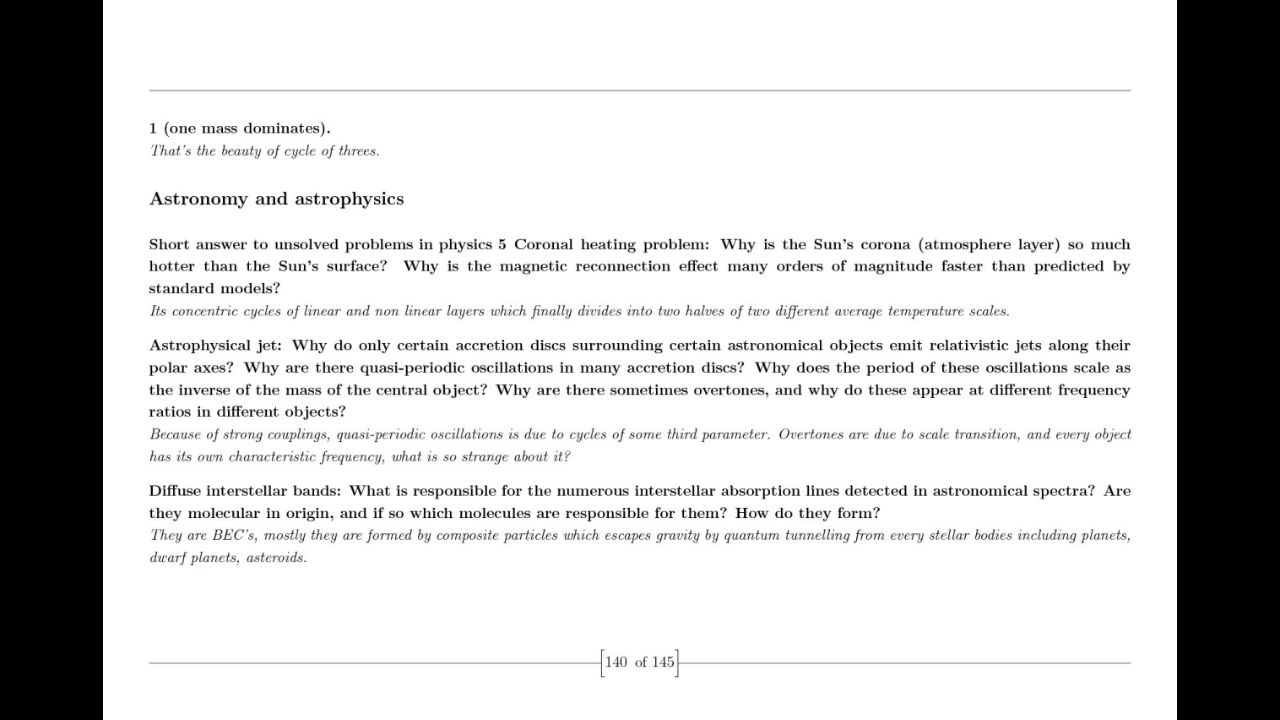 1 (one mass dominates).
That's the beauty of cycle of threes.
Astronomy and astrophysics
Short answer to unsolved problems in physics 5 Coronal heating problem: Why is the Sun's corona (atmosphere layer) so much
hotter than the Sun's surface? Why is the magnetic reconnection effect many orders of magnitude faster than predicted by
standard models?
Its concentric cycles of linear and non linear layers which finally divides into two halves of two different average temperature scales.
Astrophysical jet: Why do only certain accretion discs surrounding certain astronomical objects emit relativistic jets along their
polar axes? Why are there quasi-periodic oscillations in many accretion discs? Why does the period of these oscillations scale as
the inverse of the mass of the central object? Why are there sometimes overtones, and why do these appear at different frequency
ratios in different objects?
Because of strong couplings, quasi-periodic oscillations is due to cycles of some third parameter. Overtones are due to scale transition, and every object
has its own characteristic frequency, what is so strange about it?
Diffuse interstellar bands: What is responsible for the numerous interstellar absorption lines detected in astronomical spectra? Are
they molecular in origin, and if so which molecules are responsible for them? How do they form?
They are BEC's, mostly they are formed by composite particles which escapes gravity by quantum tunnelling from every stellar bodies including planets,
dwarf planets, asteroids.
140 of 145